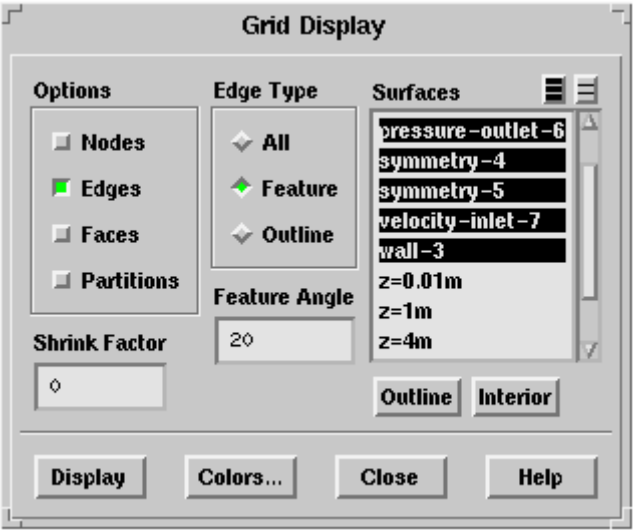 Grid Display
Options
Nodes
Edges
Faces
Partitions
Shrink Factor
0
Edge Type
All
Feature
Outline
Feature Angle
20
Surfaces
pressure-outlet-6
symmetry-4
symmetry-5
velocity-inlet-7
wall-3
z=0.01m
z=1m
z=4m
Outline Interior
Display Colors... Close Help